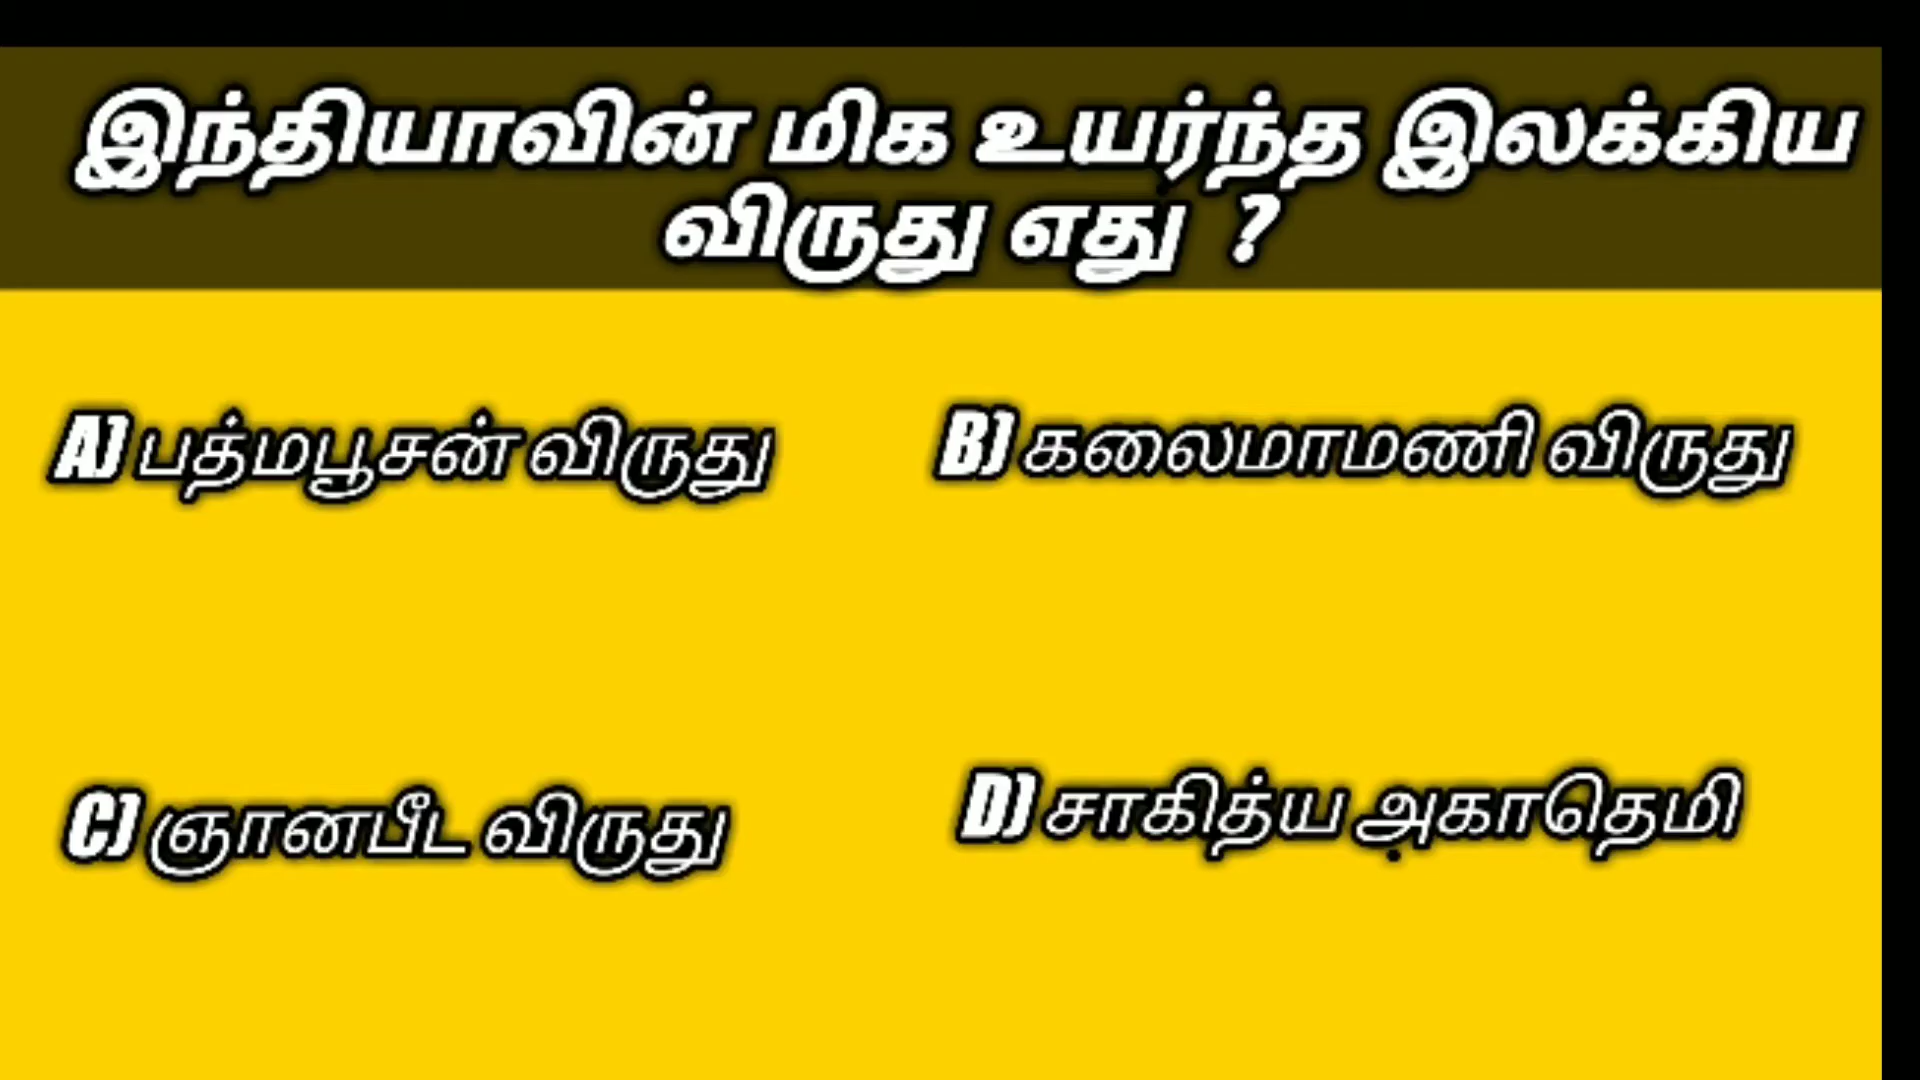 இந்தியாவின் மிக உயர்ந்த இலக்கிய
விருது எது ?
A) பத்மபூசன் விருது
B) கலைமாமணி விருது
C) ஞானபீட விருது
D) சாகித்ய அகாதெமி